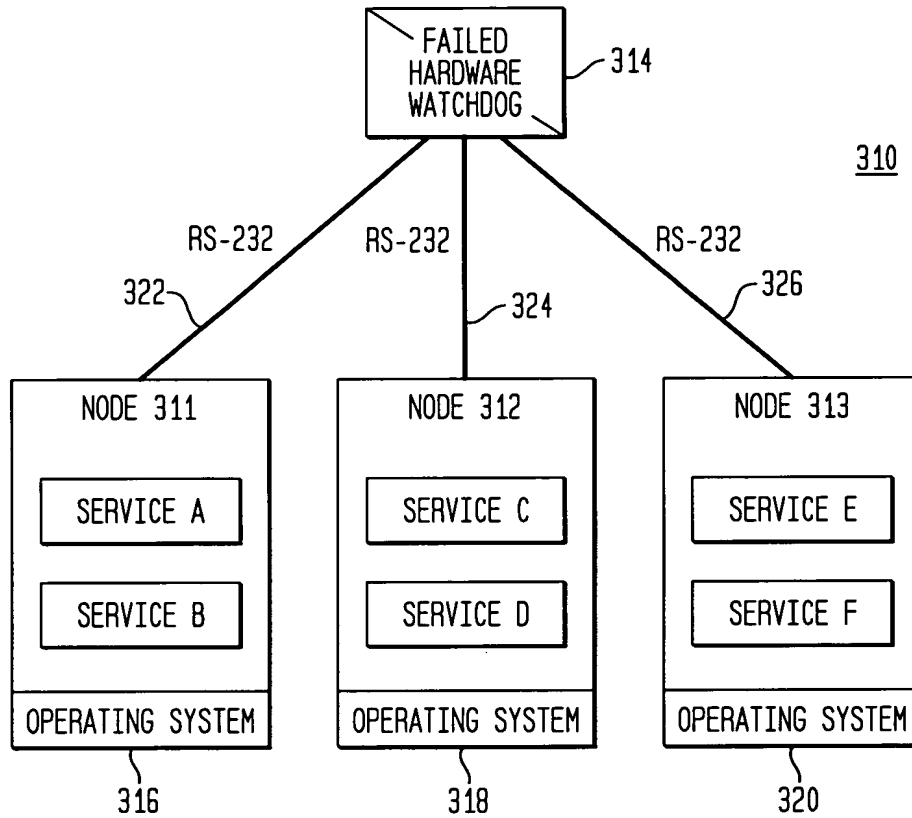 FAILED
HARDWARE
WATCHDOG
314
310
RS-232
RS-232
RS-232
322
324
326
NODE 311
NODE 312
NODE 313
SERVICE A
SERVICE C
SERVICE E
SERVICE B
SERVICE D
SERVICE F
OPERATING SYSTEM
OPERATING SYSTEM
OPERATING SYSTEM
316
318
320